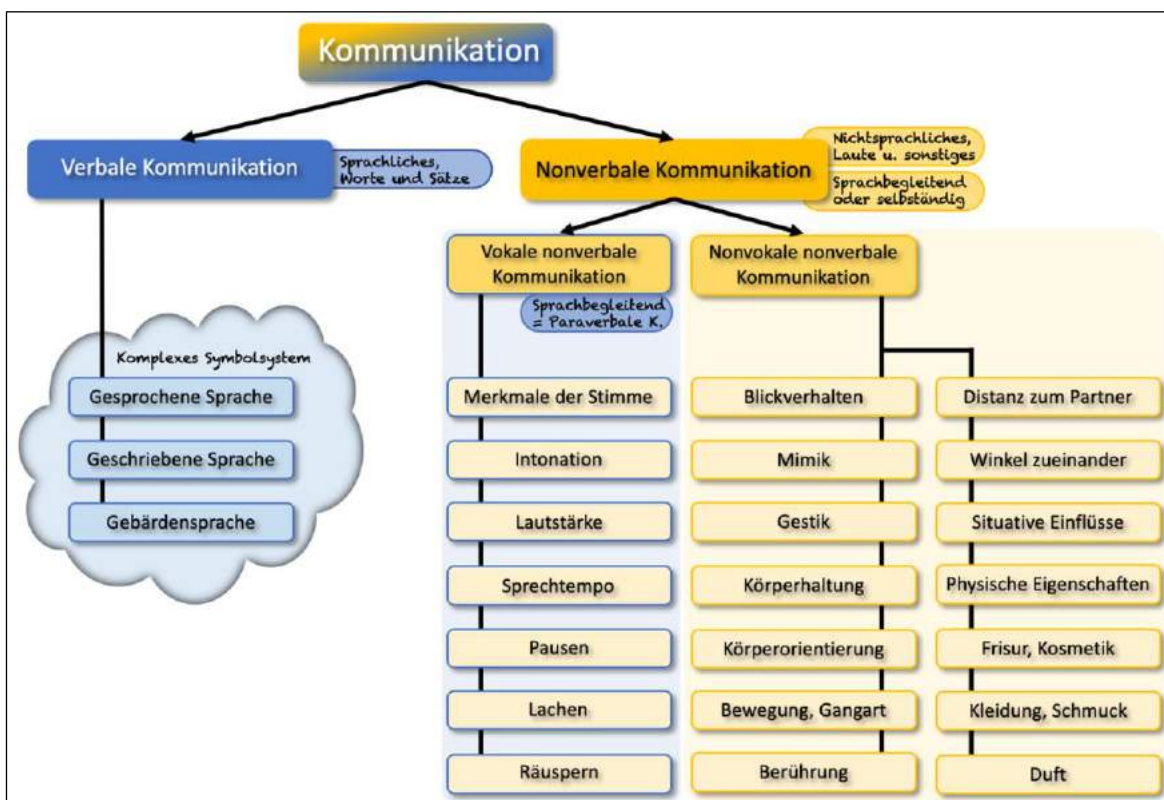 Kommunikation
Verbale Kommunikation
Sprachliches,
Worte und Sätze
Nonverbale Kommunikation
Nichtsprachliches,
Laute u. sonstiges
Sprachbegleitend
oder selbständig
Komplexes Symbolsystem
Gesprochene Sprache
Geschriebene Sprache
Gebärdensprache
Vokale nonverbale
Kommunikation
Sprachbegleitend
= Paraverbale K.
Merkmale der Stimme
Intonation
Lautstärke
Sprechtempo
Pausen
Lachen
Räuspern
Nonvokale nonverbale
Kommunikation
Blickverhalten
Mimik
Gestik
Körperhaltung
Körperorientierung
Bewegung, Gangart
Berührung
Distanz zum Partner
Winkel zueinander
Situative Einflüsse
Physische Eigenschaften
Frisur, Kosmetik
Kleidung, Schmuck
Duft